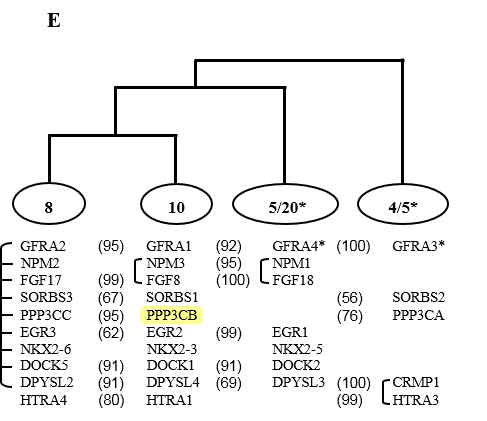 E
8 10 5/20* 4/5*
GFRA2 (95) GFRA1 (92) GFRA4* (100) GFRA3*
NPM2 NPM3 (95) NPM1
FGF17 (99) FGF8 (100) FGF18
SORBS3 (67) SORBS1 (56) SORBS2
PPP3CC (95) PPP3CB (76) PPP3CA
EGR3 (62) EGR2 (99) EGR1
NKX2-6 NKX2-3 NKX2-5
DOCK5 (91) DOCK1 (91) DOCK2
DPYSL2 (91) DPYSL4 (69) DPYSL3 (100) CRMP1
HTRA4 (80) HTRA1 (99) HTRA3